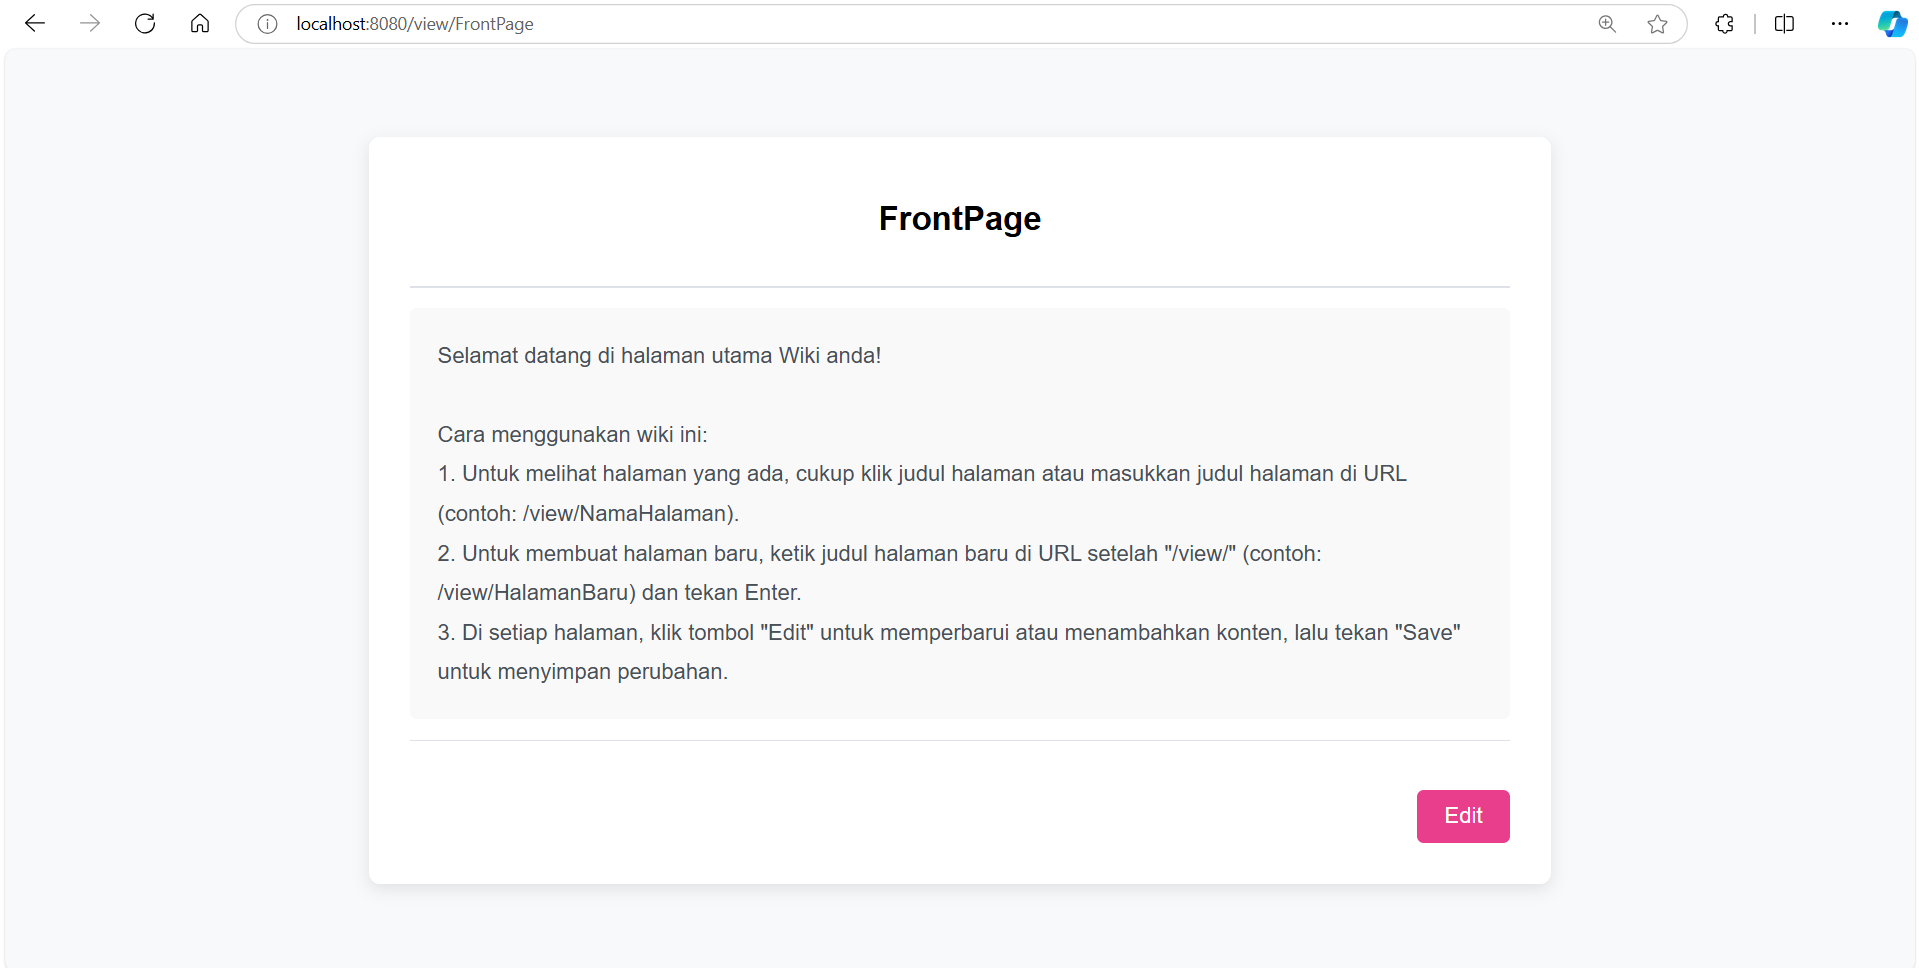 localhost:8080/view/FrontPage
FrontPage
Selamat datang di halaman utama Wiki anda!
Cara menggunakan wiki ini:
1. Untuk melihat halaman yang ada, cukup klik judul halaman atau masukkan judul halaman di URL
(contoh: /view/NamaHalaman).
2. Untuk membuat halaman baru, ketik judul halaman baru di URL setelah "/view/" (contoh:
/view/HalamanBaru) dan tekan Enter.
3. Di setiap halaman, klik tombol "Edit" untuk memperbarui atau menambahkan konten, lalu tekan "Save"
untuk menyimpan perubahan.
Edit